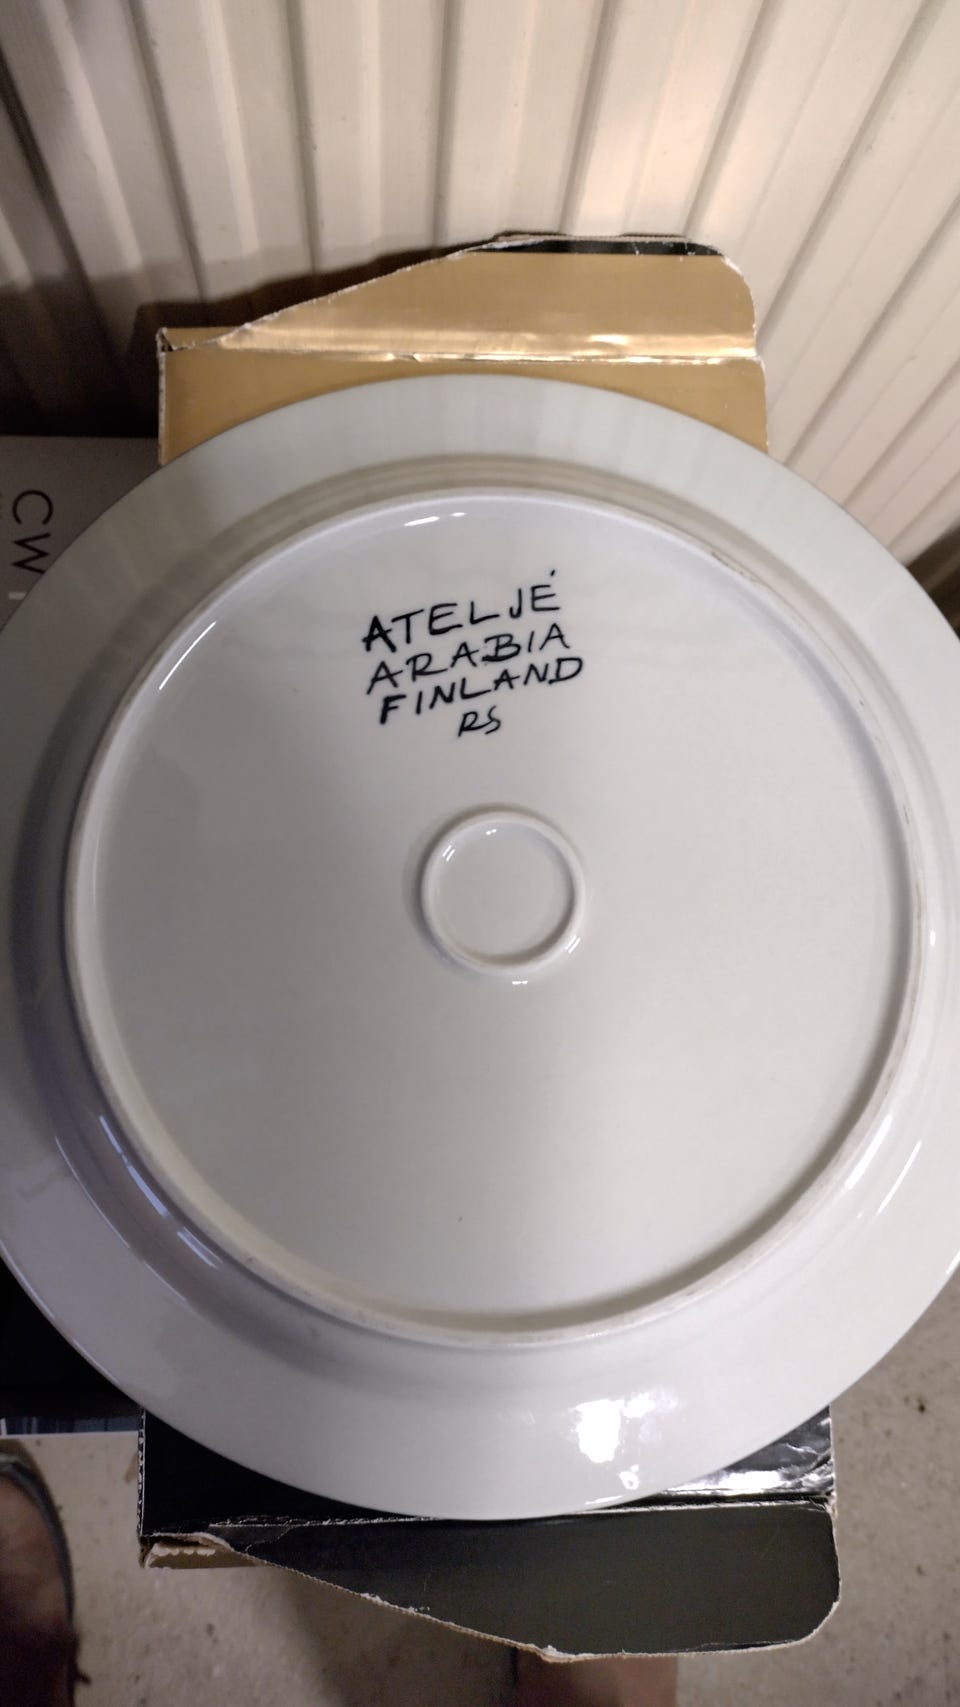 ATELJÉ
ARABIA
FINLAND
RS
CW